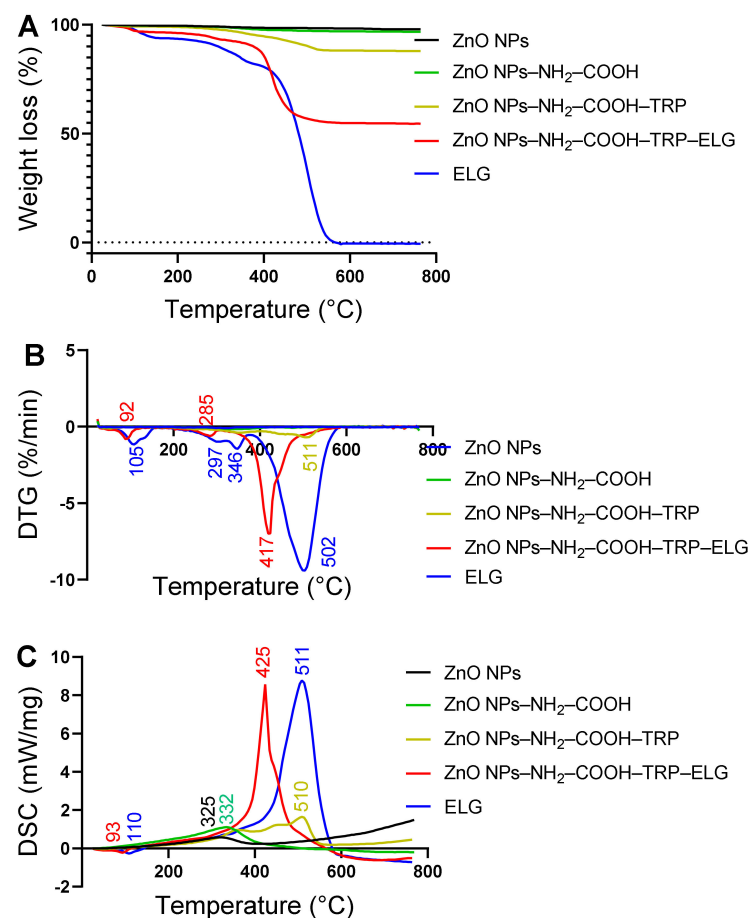 A
100
50
0
Weight loss (%)
0 200 400 600 800
Temperature (°C)
ZnO NPs
ZnO NPs–NH2–COOH
ZnO NPs–NH2–COOH–TRP
ZnO NPs–NH2–COOH–TRP–ELG
ELG
B
5
0
-5
-10
DTG (%/min)
200 400 600 800
92
285
105
297
346
511
417
502
Temperature (°C)
ZnO NPs
ZnO NPs–NH2–COOH
ZnO NPs–NH2–COOH–TRP
ZnO NPs–NH2–COOH–TRP–ELG
ELG
C
10
8
6
4
2
0
-2
DSC (mW/mg)
200 400 600 800
93
110
325
332
425
510
511
Temperature (°C)
ZnO NPs
ZnO NPs–NH2–COOH
ZnO NPs–NH2–COOH–TRP
ZnO NPs–NH2–COOH–TRP–ELG
ELG